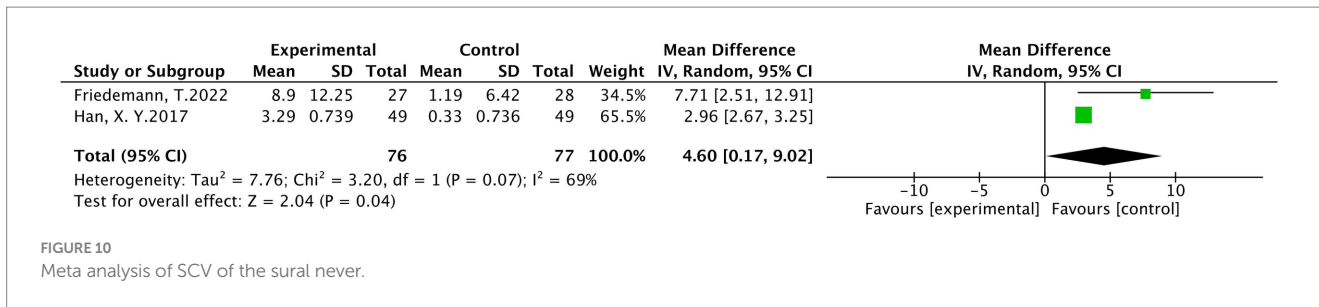 Experimental Control Mean Difference Mean Difference
Study or Subgroup Mean SD Total Mean SD Total Weight IV, Random, 95% CI IV, Random, 95% CI
Friedemann, T.2022 8.9 12.25 27 1.19 6.42 28 34.5% 7.71 [2.51, 12.91]
Han, X. Y.2017 3.29 0.739 49 0.33 0.736 49 65.5% 2.96 [2.67, 3.25]
Total (95% CI) 76 77 100.0% 4.60 [0.17, 9.02]
Heterogeneity: Tau² = 7.76; Chi² = 3.20, df = 1 (P = 0.07); I² = 69%
Test for overall effect: Z = 2.04 (P = 0.04)
-10 -5 0 5 10
Favours [experimental] Favours [control]
FIGURE 10
Meta analysis of SCV of the sural never.